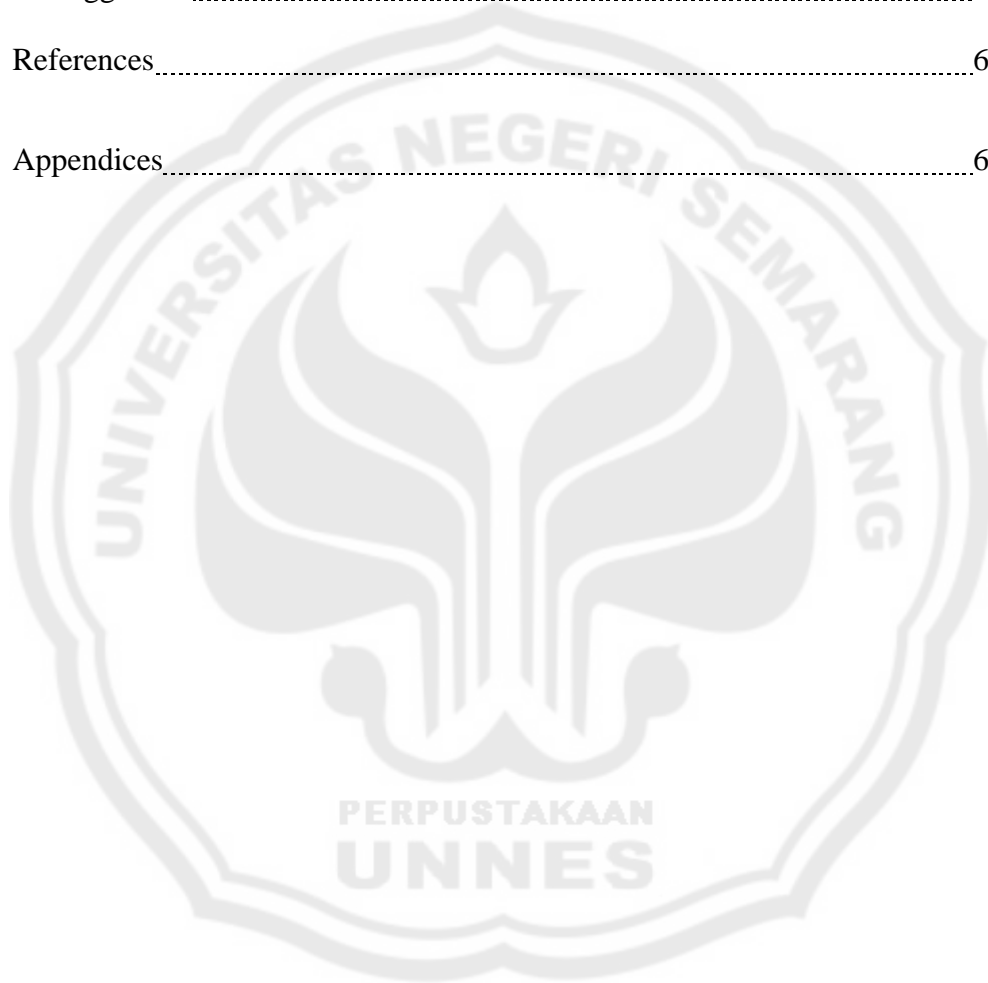 References 6
Appendices 6
UNIVERSITAS NEGERI SEMARANG
PERPUSTAKAAN
UNNES